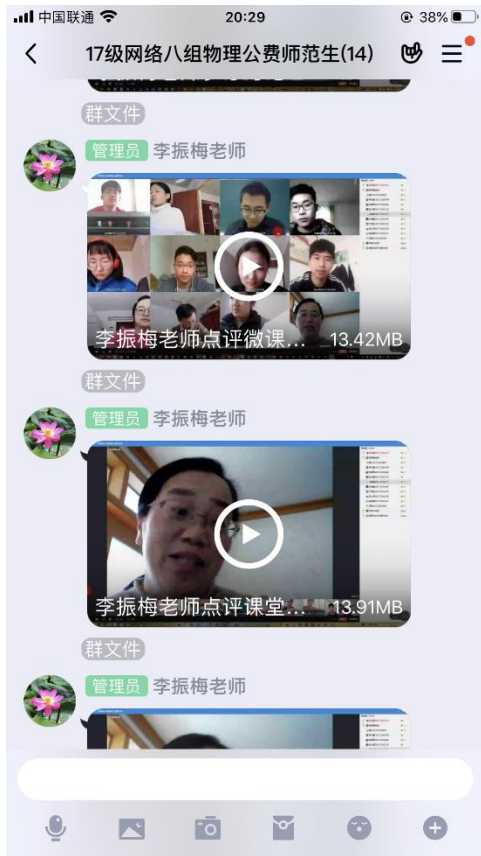 中国联通
20:29
38%
17级网络八组物理公费师范生(14)
群文件
管理员 李振梅老师
李振梅老师点评微课... 13.42MB
群文件
管理员 李振梅老师
李振梅老师点评课堂... 13.91MB
群文件
管理员 李振梅老师